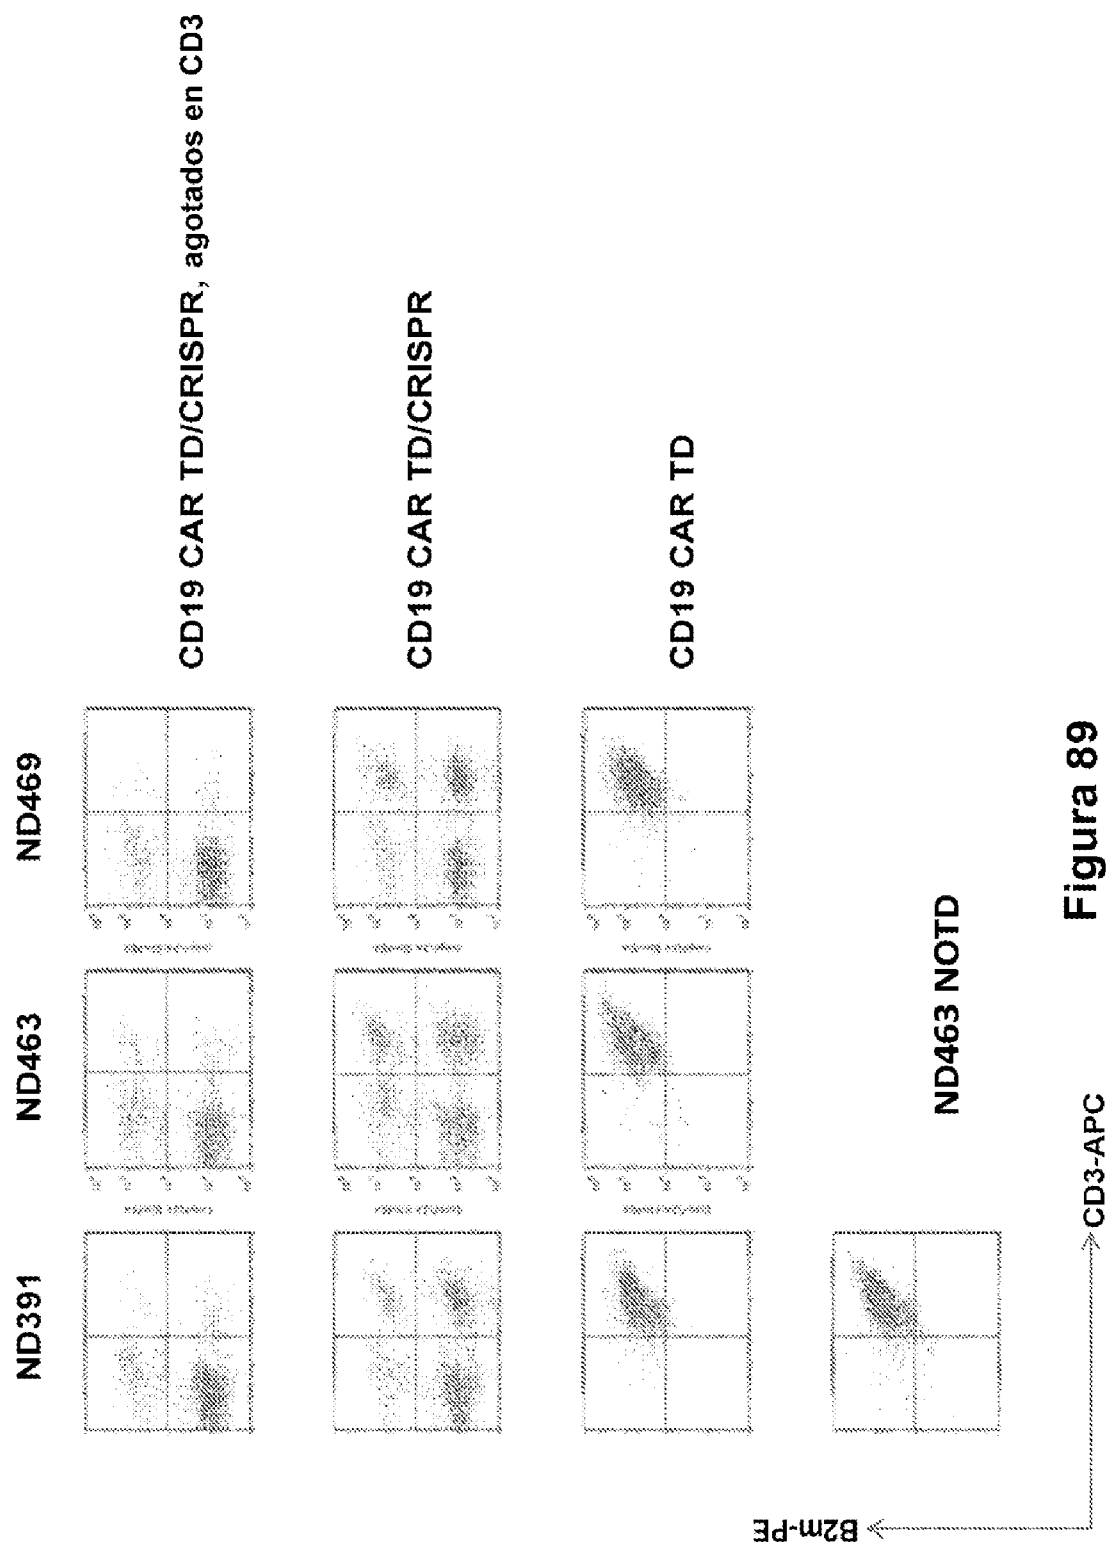 ND391
ND463
ND469
CD19 CAR TD/CRISPR, agotados en CD3
CD19 CAR TD/CRISPR
CD19 CAR TD
ND463 NOTD
B2m-PE
CD3-APC
Figura 89